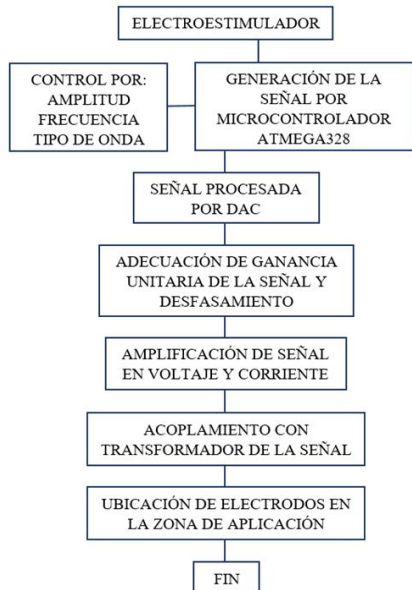 ELECTROESTIMULADOR
CONTROL POR:
AMPLITUD
FRECUENCIA
TIPO DE ONDA
GENERACIÓN DE LA
SEÑAL POR
MICROCONTROLADOR
ATMEGA328
SEÑAL PROCESADA
POR DAC
ADECUACIÓN DE GANANCIA
UNITARIA DE LA SEÑAL Y
DESFASAMIENTO
AMPLIFICACIÓN DE SEÑAL
EN VOLTAJE Y CORRIENTE
ACOPLAMIENTO CON
TRANSFORMADOR DE LA SEÑAL
UBICACIÓN DE ELECTRODOS EN
LA ZONA DE APLICACIÓN
FIN